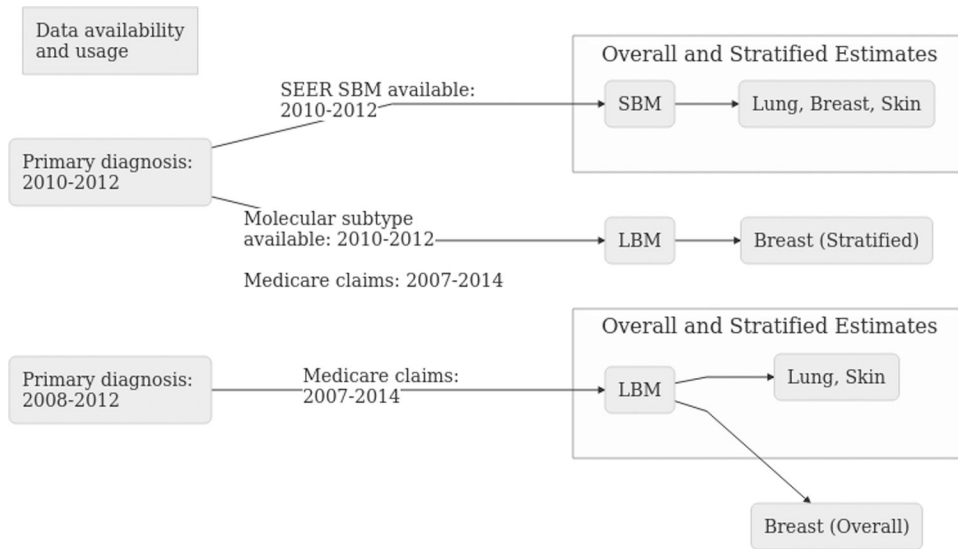 Data availability
and usage
Overall and Stratified Estimates
SEER SBM available:
2010-2012
SBM
Lung, Breast, Skin
Primary diagnosis:
2010-2012
Molecular subtype
available: 2010-2012
LBM
Breast (Stratified)
Medicare claims: 2007-2014
Overall and Stratified Estimates
Primary diagnosis:
2008-2012
Medicare claims:
2007-2014
LBM
Lung, Skin
Breast (Overall)